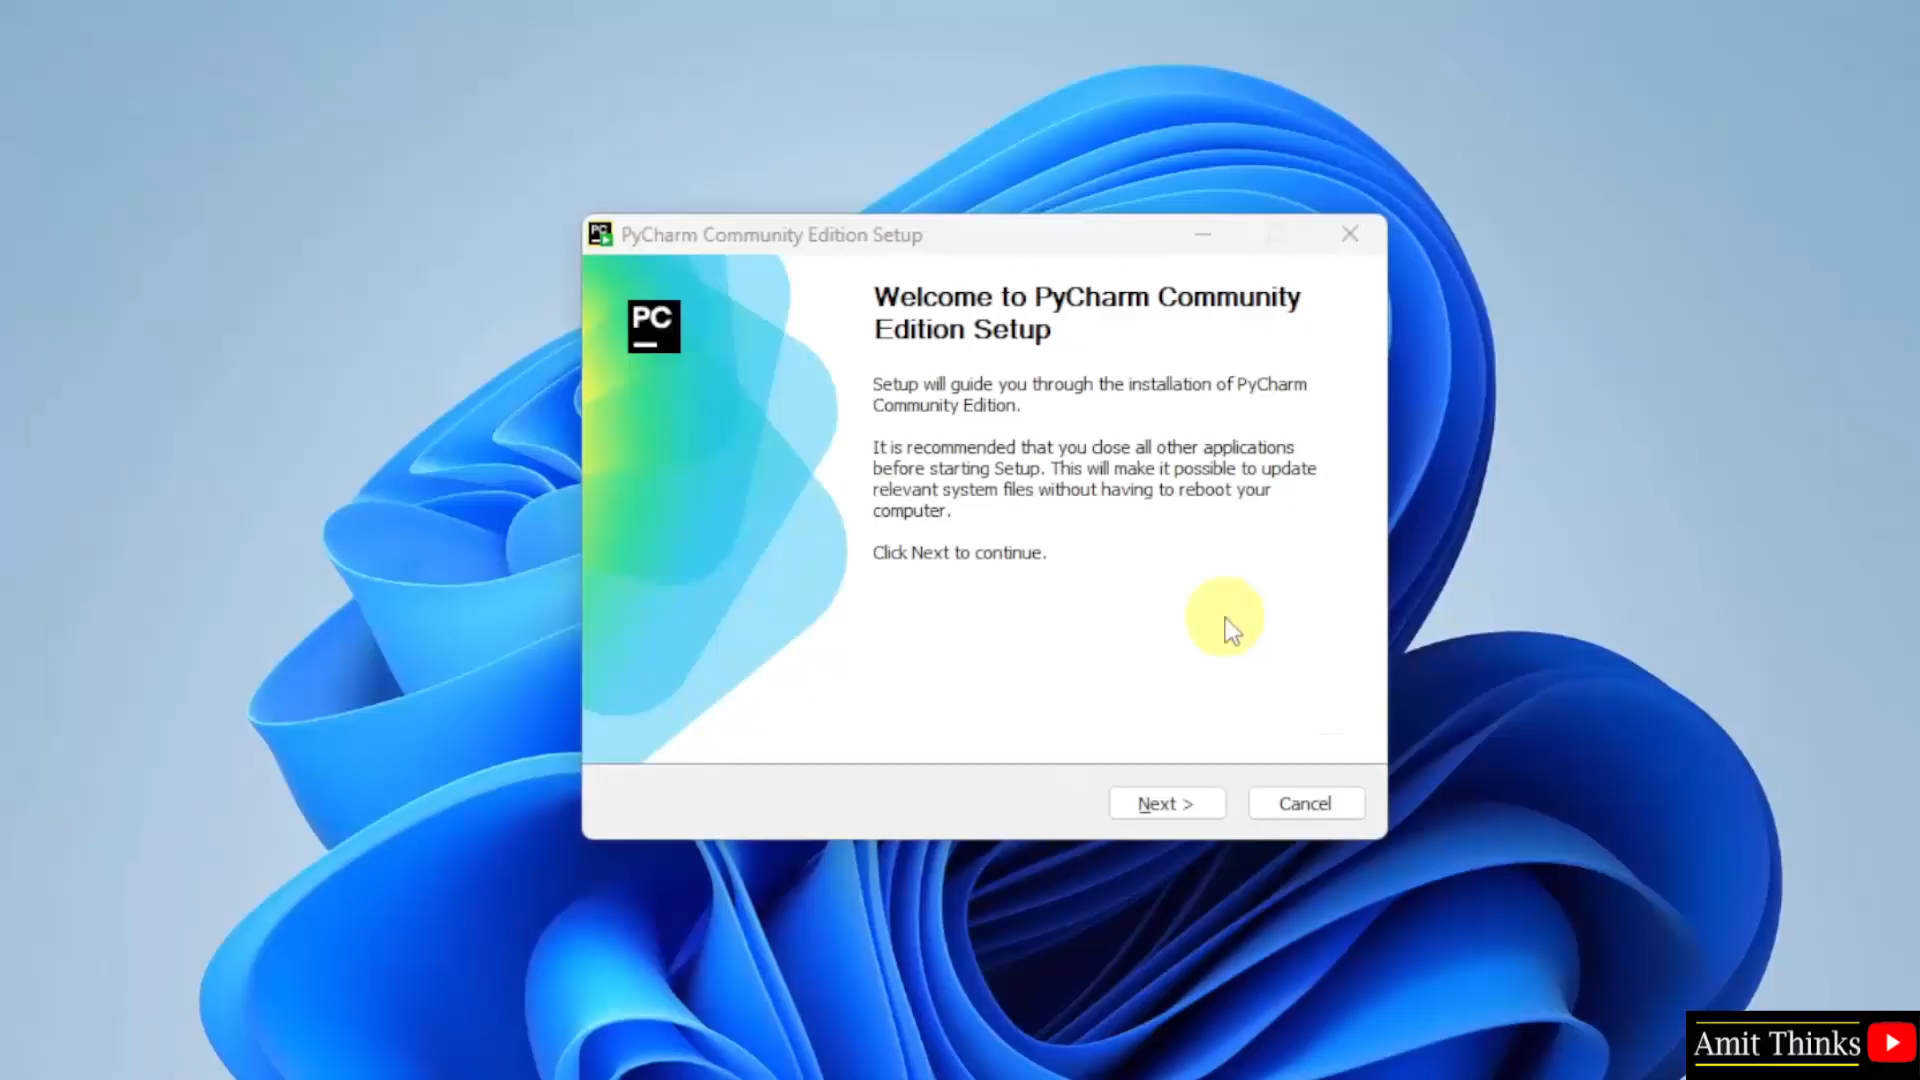 PyCharm Community Edition Setup
PC
Welcome to PyCharm Community
Edition Setup
Setup will guide you through the installation of PyCharm
Community Edition.
It is recommended that you close all other applications
before starting Setup. This will make it possible to update
relevant system files without having to reboot your
computer.
Click Next to continue.
Next >
Cancel
Amit Thinks